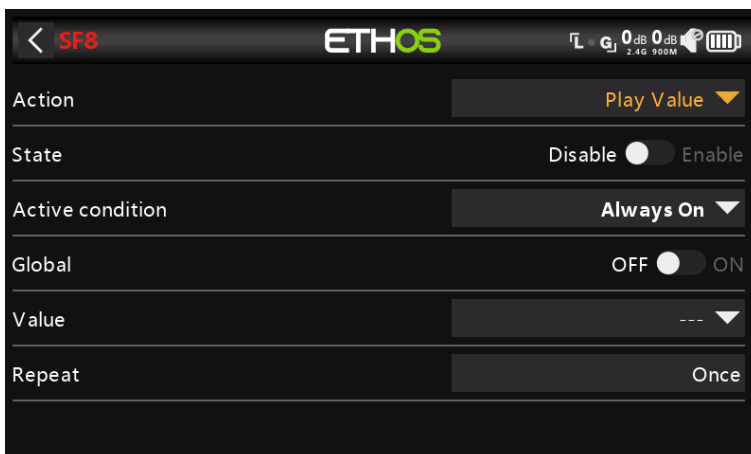 SF8 ETHOS L G 0dB 2.4G 0dB 900M
Action Play Value
State Disable Enable
Active condition Always On
Global OFF ON
Value ---
Repeat Once